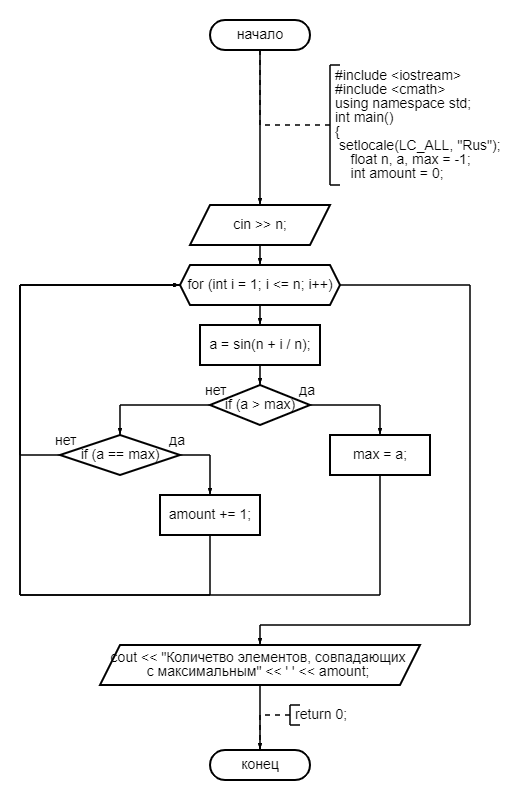 начало
#include <iostream>
#include <cmath>
using namespace std;
int main()
{
setlocale(LC_ALL, "Rus");
float n, a, max = -1;
int amount = 0;
cin >> n;
for (int i = 1; i <= n; i++)
a = sin(n + i / n);
нет
да
if (a > max)
нет
да
if (a == max)
max = a;
amount += 1;
cout << "Количетво элементов, совпадающих
с максимальным" << ' ' << amount;
return 0;
конец